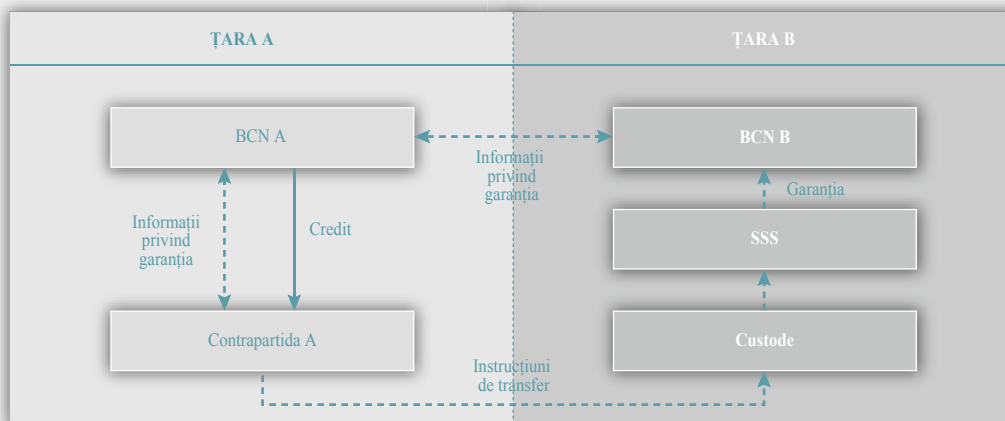 ȚARA A
ȚARA B
BCN A
BCN B
Informații
privind
garanția
Garanția
Informații
privind
garanția
Credit
SSS
Contrapartida A
Custode
Instrucțiuni
de transfer